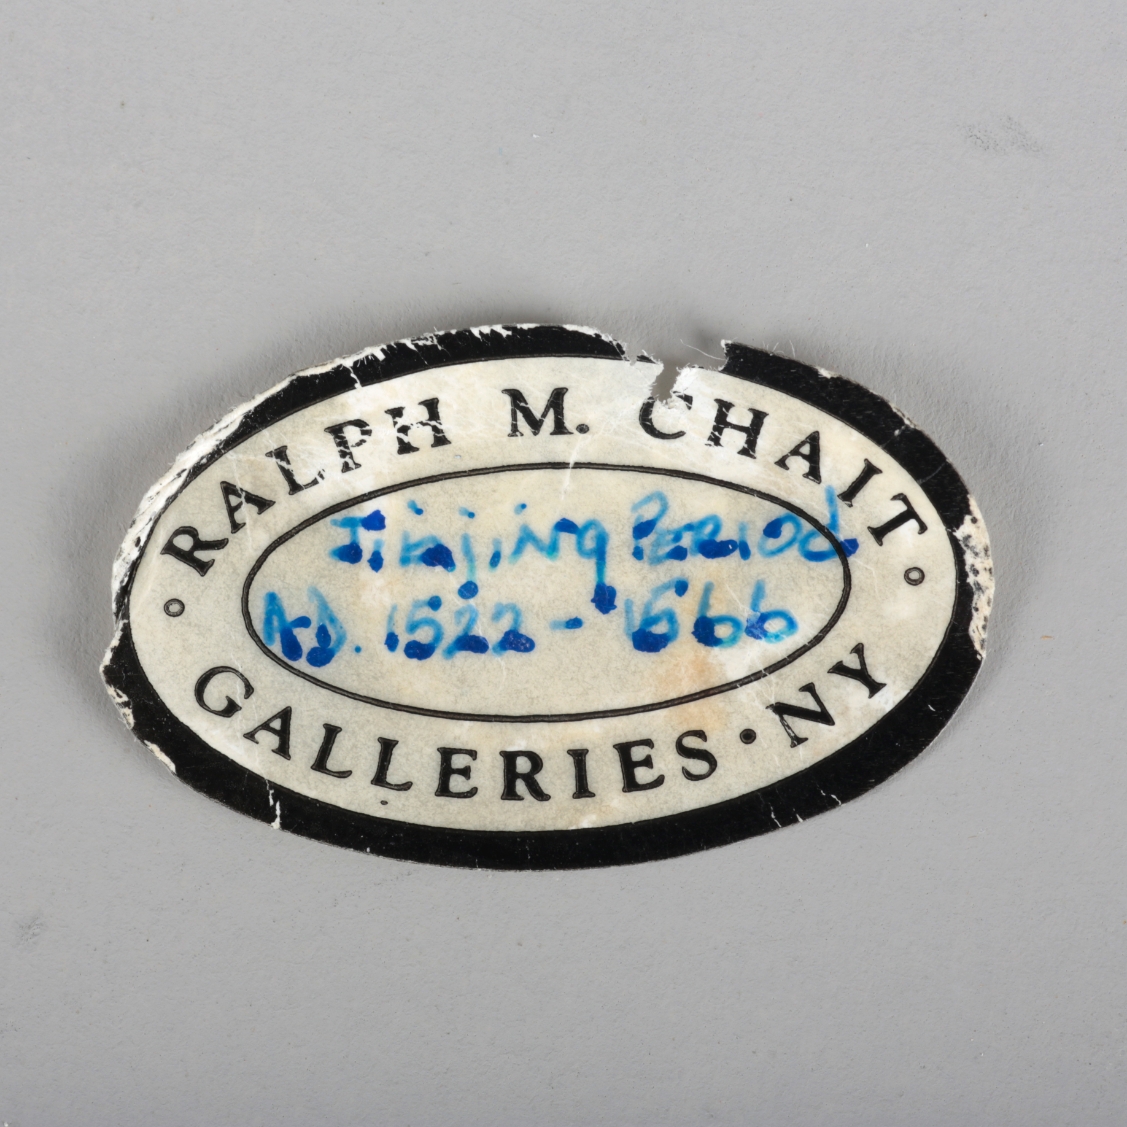 RALPH M. CHAIT
Jiajing Period
A.D. 1522 - 1566
GALLERIES • NY